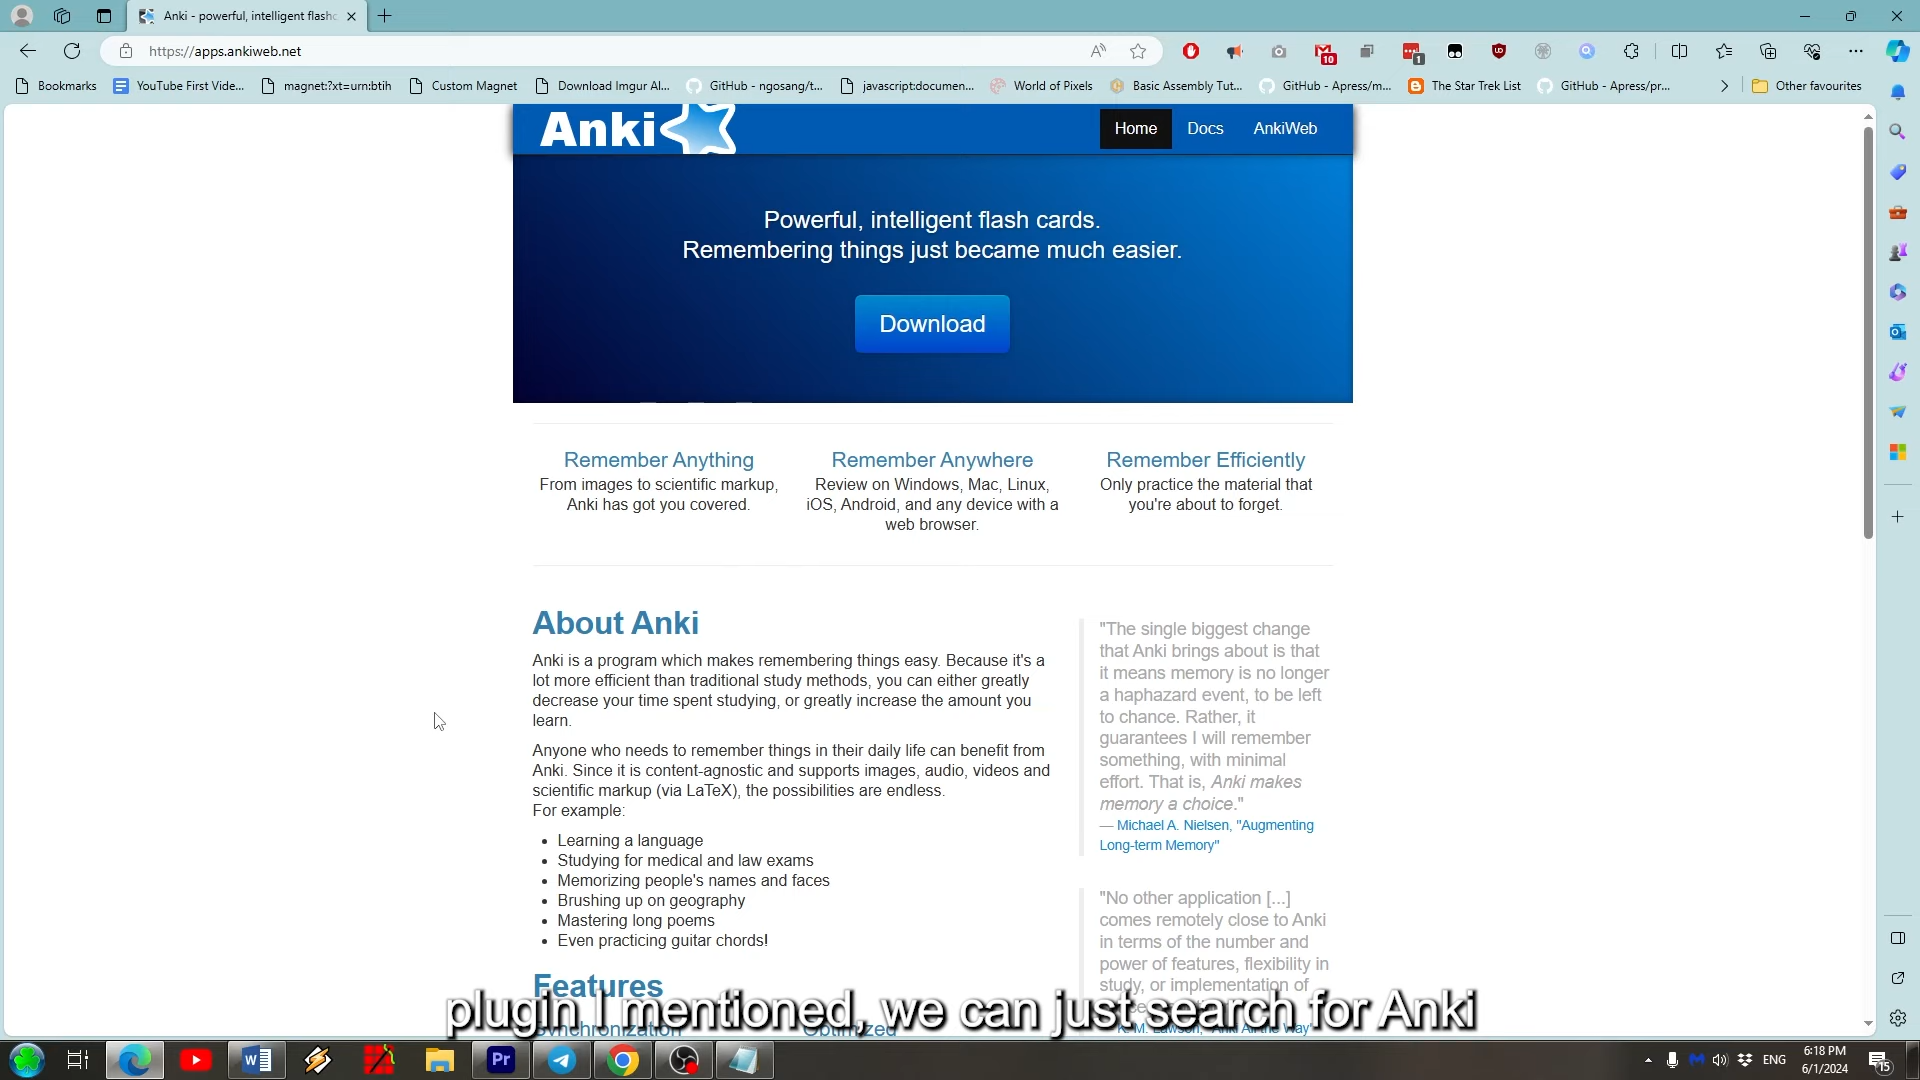 Anki - powerful, intelligent flashc
https://apps.ankiweb.net
10
1
Bookmarks
YouTube First Vide...
magnet:?xt=urn:btih
Custom Magnet
Download Imgur Al...
GitHub - ngosang/t...
javascript:documen...
World of Pixels
Basic Assembly Tut...
GitHub - Apress/m...
The Star Trek List
GitHub - Apress/pr...
Other favourites
Anki
Home
Docs
AnkiWeb
Powerful, intelligent flash cards.
Remembering things just became much easier.
Download
Remember Anything
From images to scientific markup,
Anki has got you covered.
Remember Anywhere
Review on Windows, Mac, Linux,
iOS, Android, and any device with a
web browser.
Remember Efficiently
Only practice the material that
you're about to forget.
About Anki
Anki is a program which makes remembering things easy. Because it's a
lot more efficient than traditional study methods, you can either greatly
decrease your time spent studying, or greatly increase the amount you
learn.
Anyone who needs to remember things in their daily life can benefit from
Anki. Since it is content-agnostic and supports images, audio, videos and
scientific markup (via LaTeX), the possibilities are endless.
For example:
• Learning a language
• Studying for medical and law exams
• Memorizing people's names and faces
• Brushing up on geography
• Mastering long poems
• Even practicing guitar chords!
Features
Synchronization
Optimized
"The single biggest change
that Anki brings about is that
it means memory is no longer
a haphazard event, to be left
to chance. Rather, it
guarantees I will remember
something, with minimal
effort. That is, Anki makes
memory a choice."
— Michael A. Nielsen, "Augmenting
Long-term Memory"
"No other application [...]
comes remotely close to Anki
in terms of the number and
power of features, flexibility in
study, or implementation of
K. M. Lawson, "Anki All the Way"
plugin I mentioned, we can just search for Anki
Pr
ENG
6:18 PM
6/1/2024
15